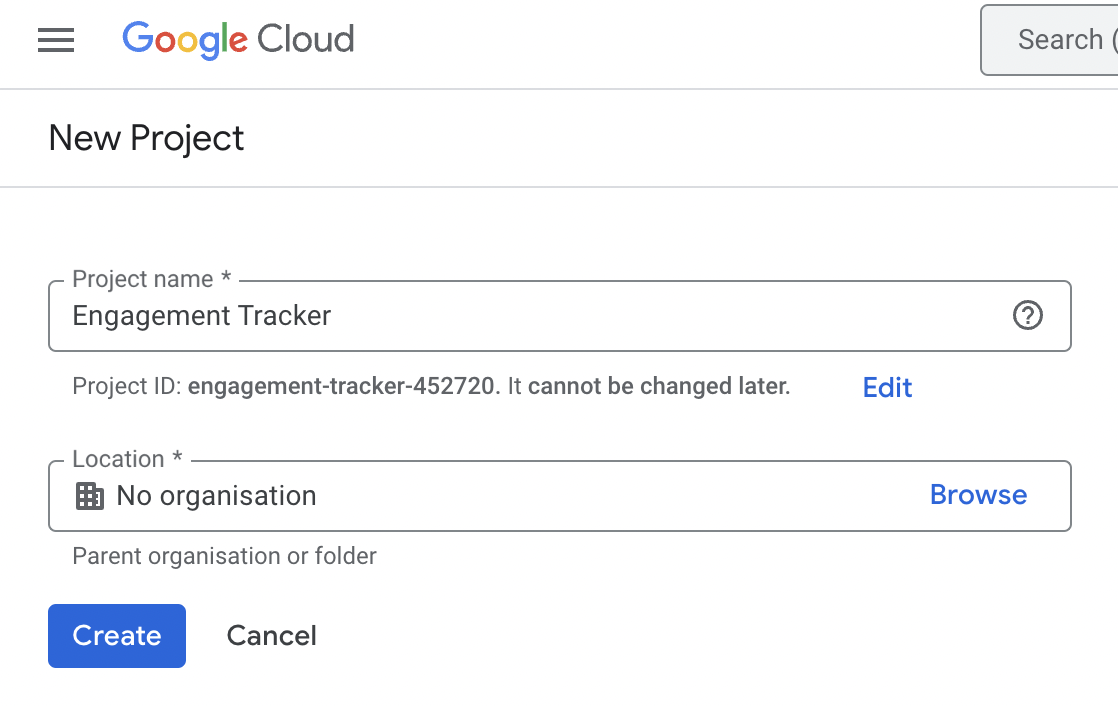 Google Cloud
Search (
New Project
Project name *
Engagement Tracker
Project ID: engagement-tracker-452720. It cannot be changed later.
Edit
Location *
No organisation
Browse
Parent organisation or folder
Create
Cancel